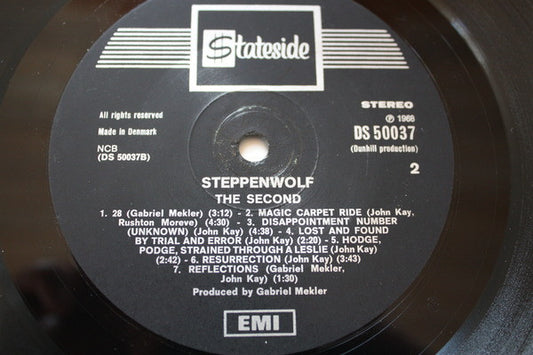 Stateside
All rights reserved
Made in Denmark
NCB
(DS 50037B)
STEREO
℗ 1968
DS 50037
(Dunhill production)
2
STEPPENWOLF
THE SECOND
1. 28 (Gabriel Mekler) (3:12) - 2. MAGIC CARPET RIDE (John Kay,
Rushton Moreve) (4:30) - 3. DISAPPOINTMENT NUMBER
(UNKNOWN) (John Kay) (4:38) - 4. LOST AND FOUND
BY TRIAL AND ERROR (John Kay) (2:20) - 5. HODGE,
PODGE, STRAINED THROUGH A LESLIE (John Kay)
(2:42) - 6. RESURRECTION (John Kay) (3:43)
7. REFLECTIONS (Gabriel Mekler,
John Kay) (1:30)
Produced by Gabriel Mekler
EMI